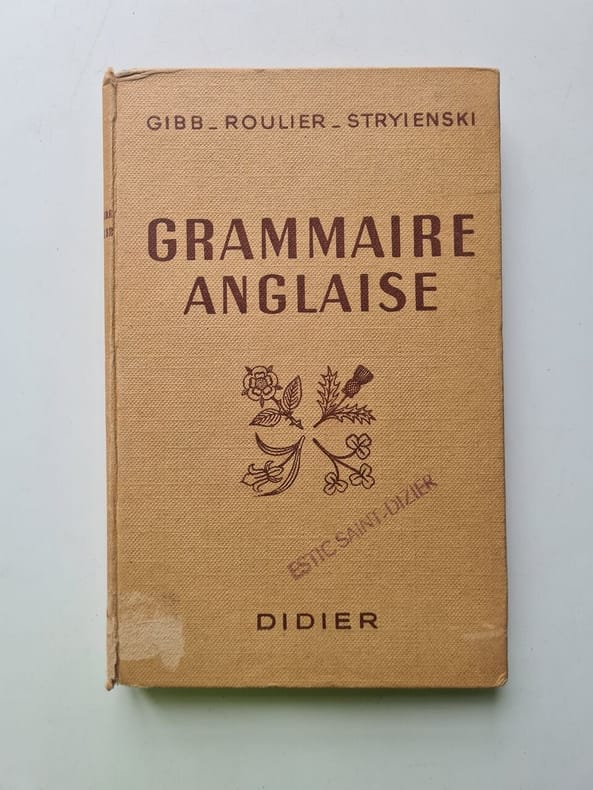 GIBB_ROULIER_STRYIENSKI
GRAMMAIRE
ANGLAISE
ESTIC SAINT-DIZIER
DIDIER